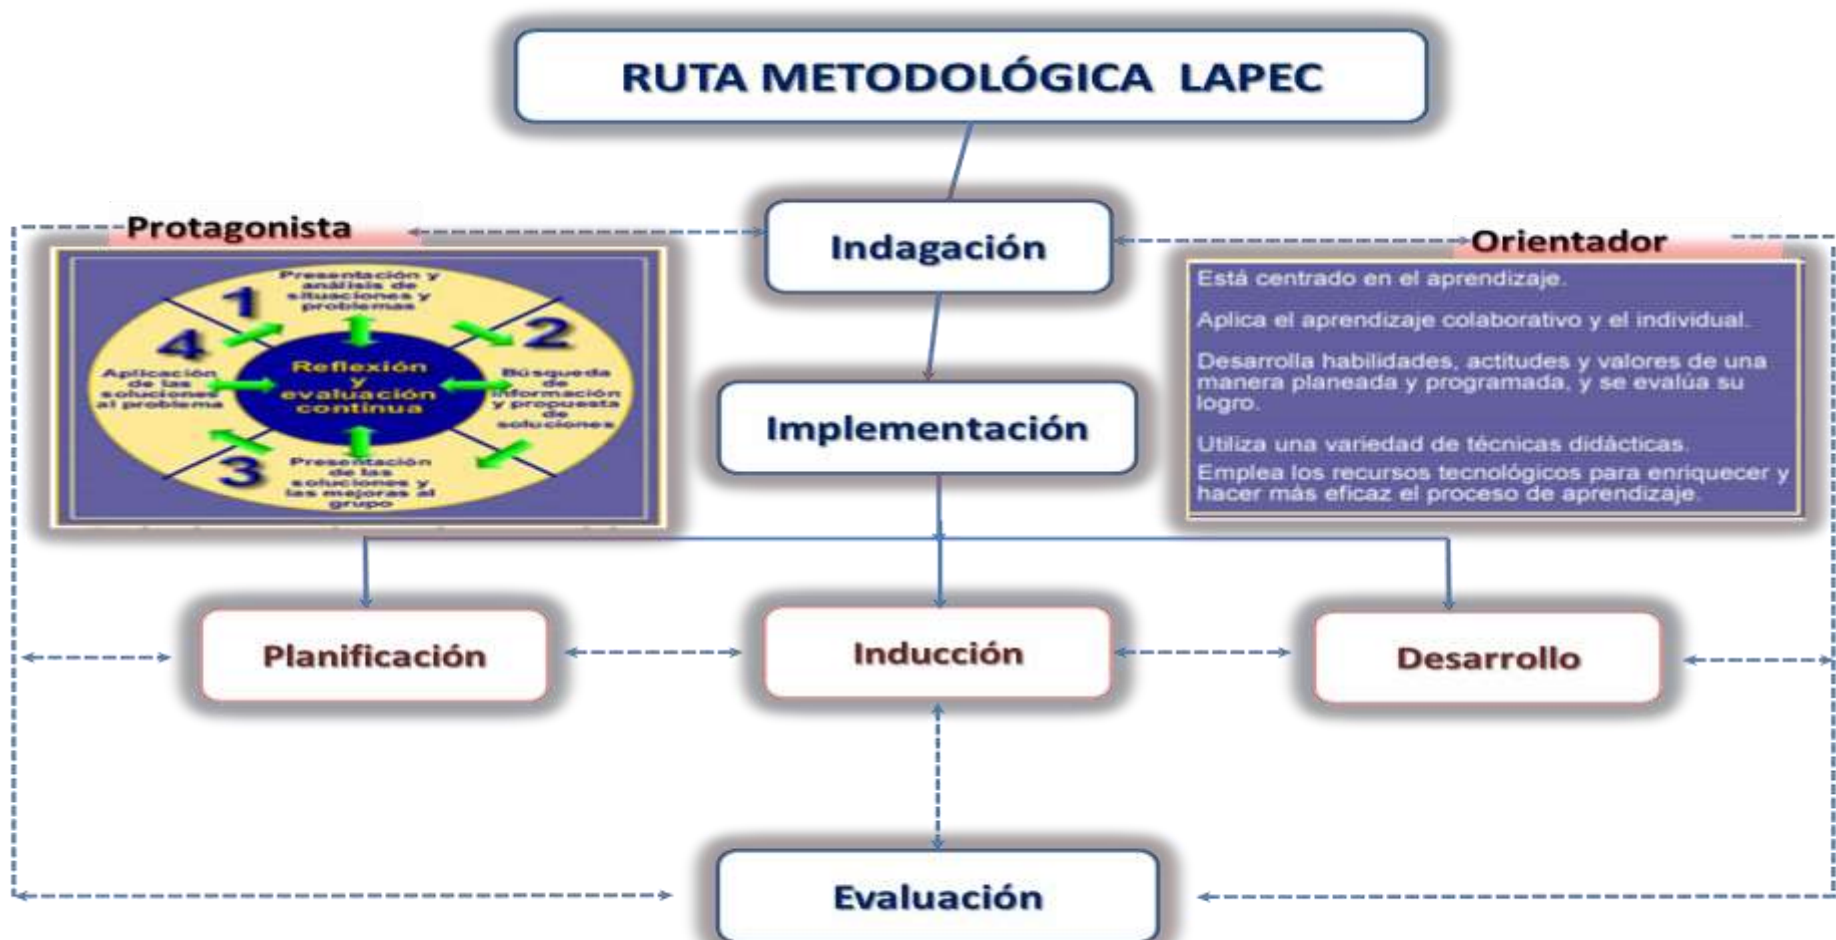 RUTA METODOLÓGICA LAPEC
Protagonista
Indagación
Orientador
1
Presentación y
análisis de
situaciones y
problemas
2
Búsqueda
de
información
y propuesta
de
soluciones
3
Presentación
de las
soluciones y
las mejoras al
grupo
4
Aplicación
de las
soluciones
al problema
Reflexión
y
evaluación
continua
Está centrado en el aprendizaje.
Aplica el aprendizaje colaborativo y el individual.
Desarrolla habilidades, actitudes y valores de una
manera planeada y programada, y se evalúa su
logro.
Utiliza una variedad de técnicas didácticas.
Emplea los recursos tecnológicos para enriquecer y
hacer más eficaz el proceso de aprendizaje.
Implementación
Planificación
Inducción
Desarrollo
Evaluación